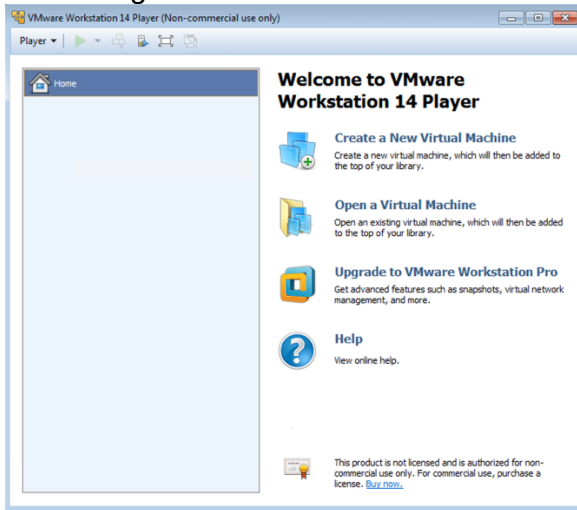 VMware Workstation 14 Player (Non-commercial use only)
Player
Home
Welcome to VMware
Workstation 14 Player
Create a New Virtual Machine
Create a new virtual machine, which will then be added to
the top of your library.
Open a Virtual Machine
Open an existing virtual machine, which will then be added
to the top of your library.
Upgrade to VMware Workstation Pro
Get advanced features such as snapshots, virtual network
management, and more.
Help
View online help.
This product is not licensed and is authorized for non-
commercial use only. For commercial use, purchase a
license. Buy now.